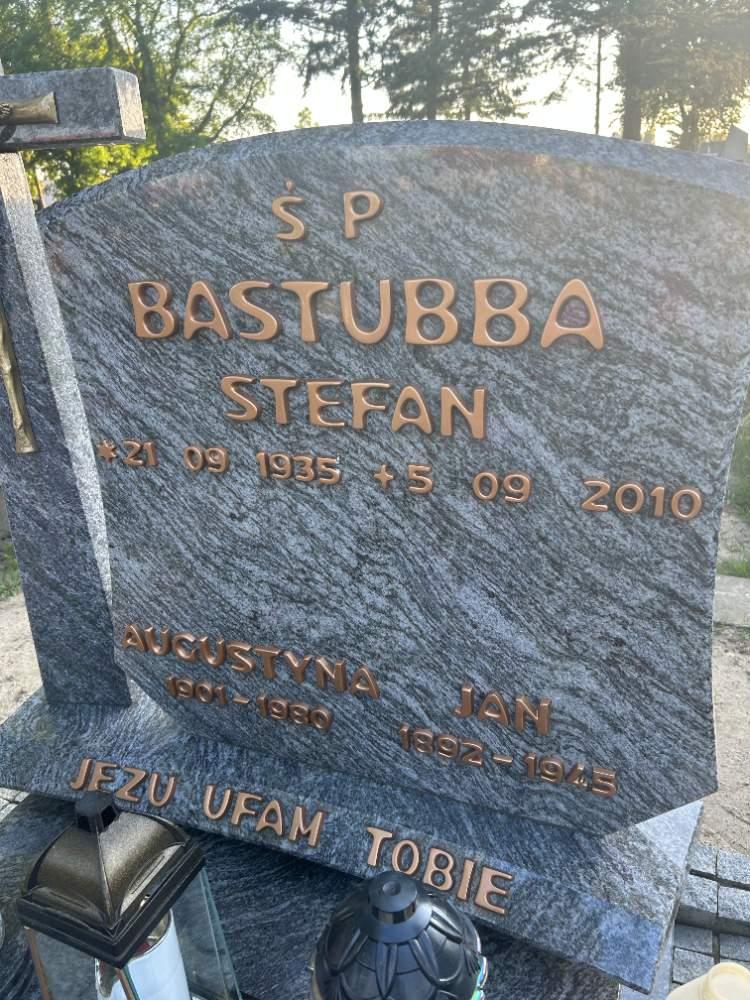 Ś P
BASTUBBA
STEFAN
*21 09 1935 +5 09 2010
AUGUSTYNA JAN
1901-1980 1892-1945
JEZU UFAM TOBIE